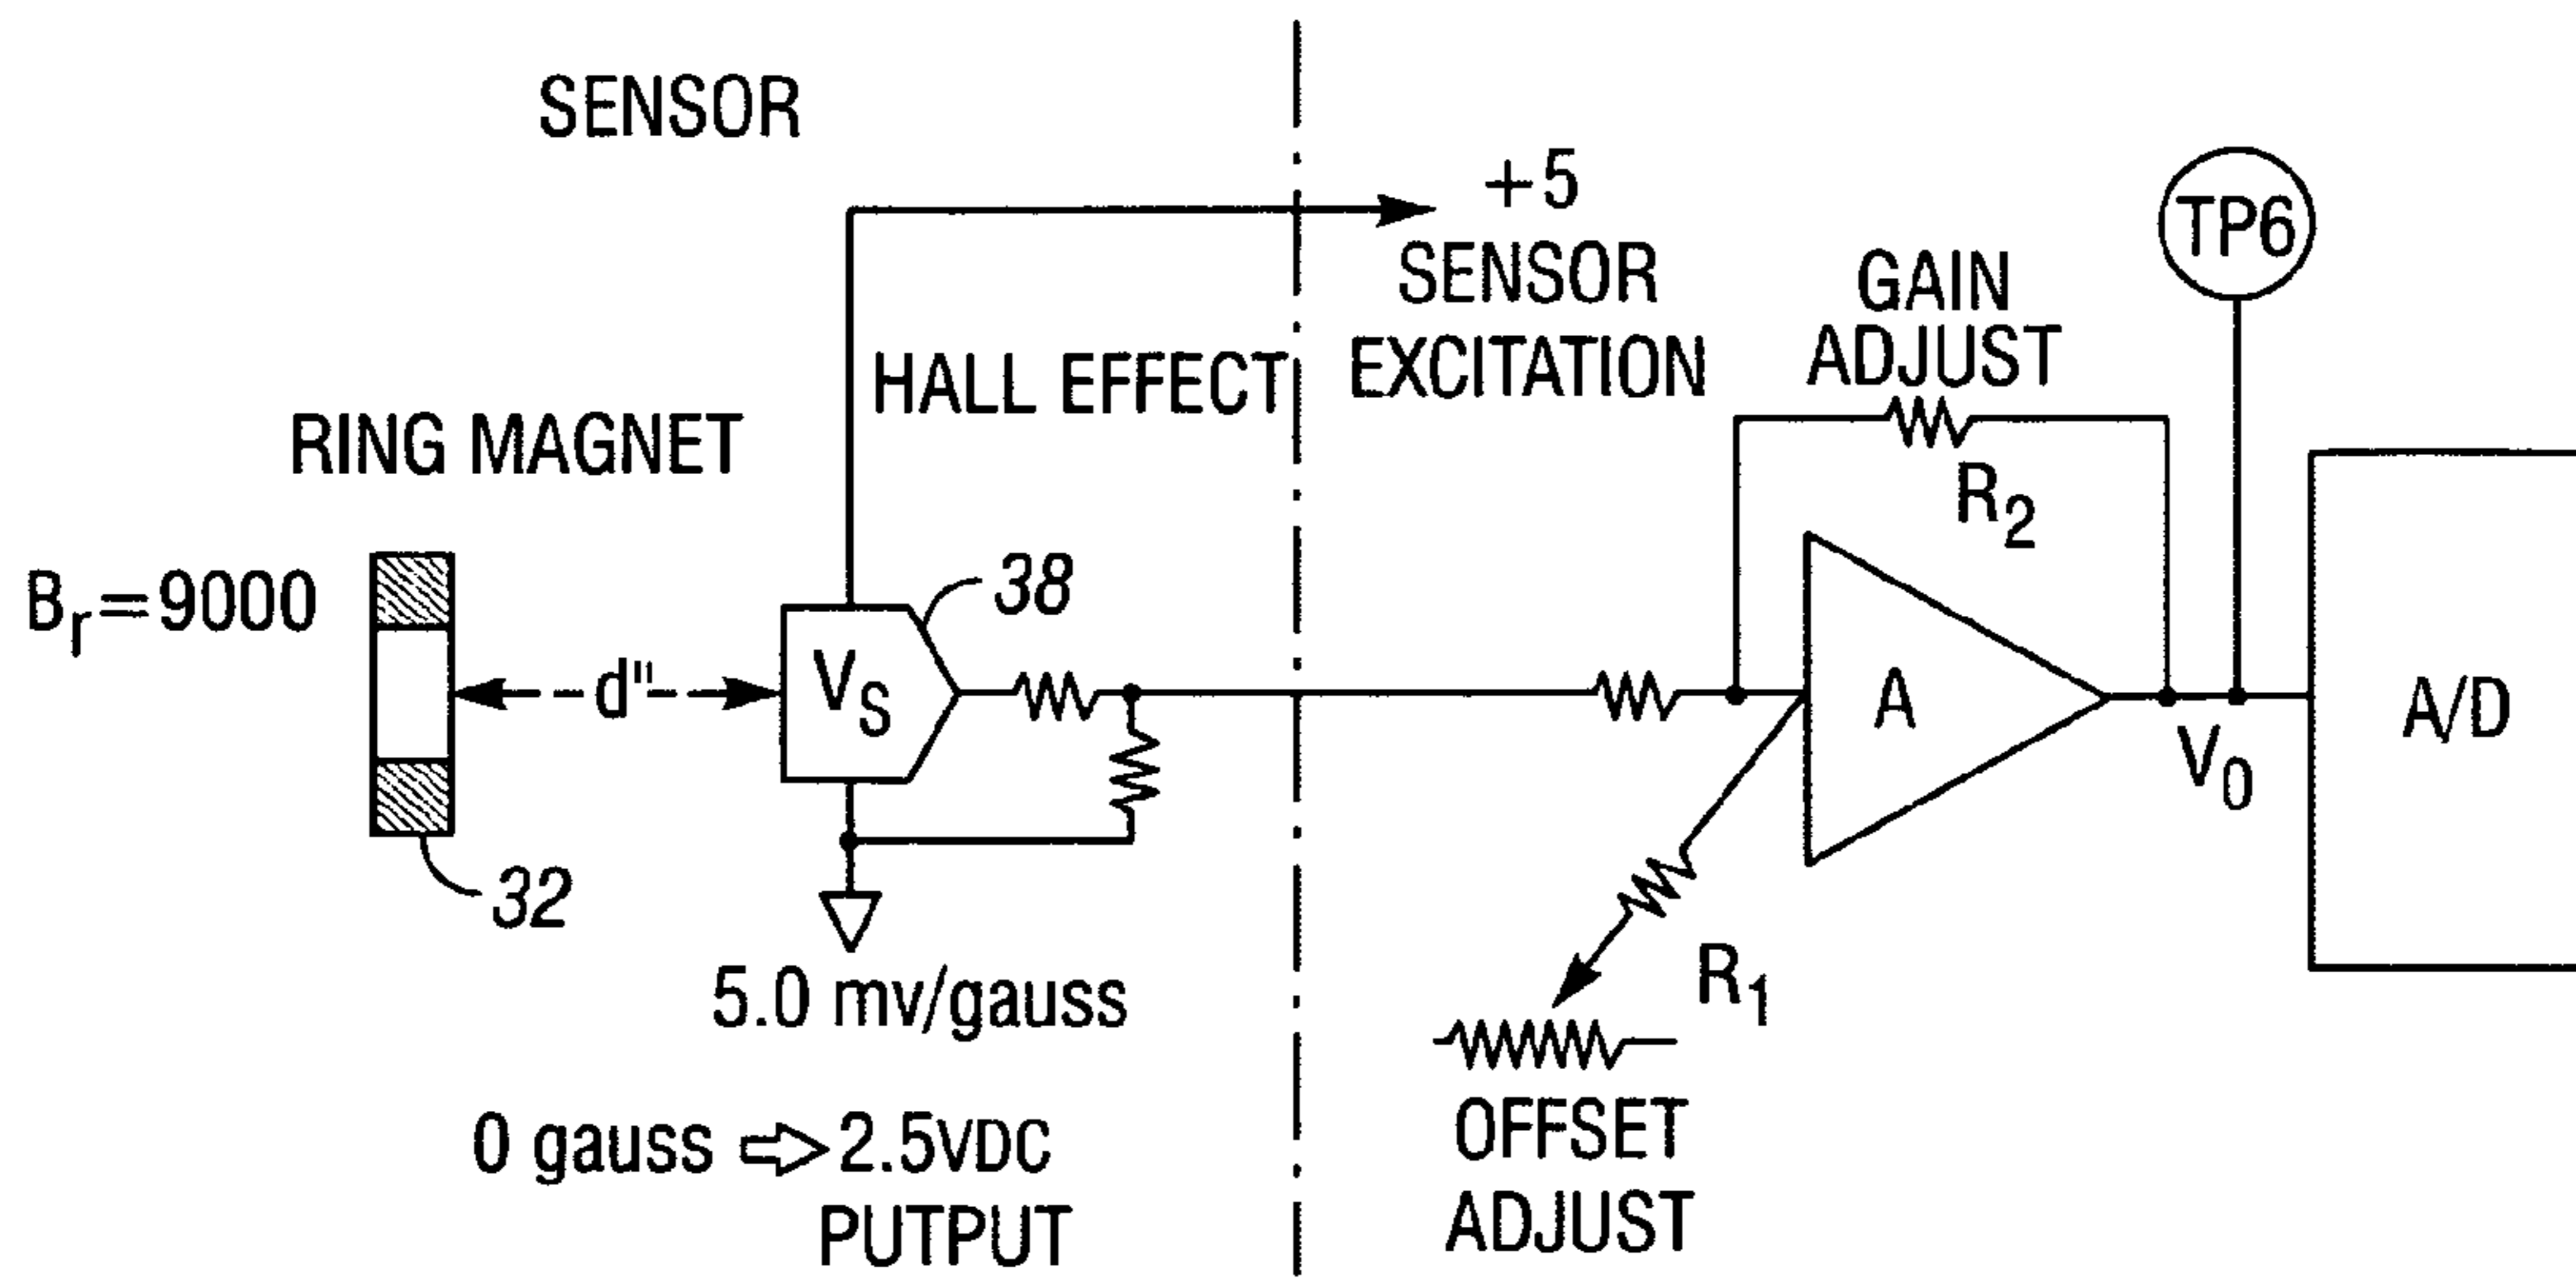 SENSOR
+5
SENSOR
EXCITATION
TP6
GAIN
ADJUST
HALL EFFECT
RING MAGNET
R2
Br=9000
38
d"
VS
A
V0
A/D
32
R1
5.0 mv/gauss
0 gauss ⇨ 2.5VDC
PUTPUT
OFFSET
ADJUST